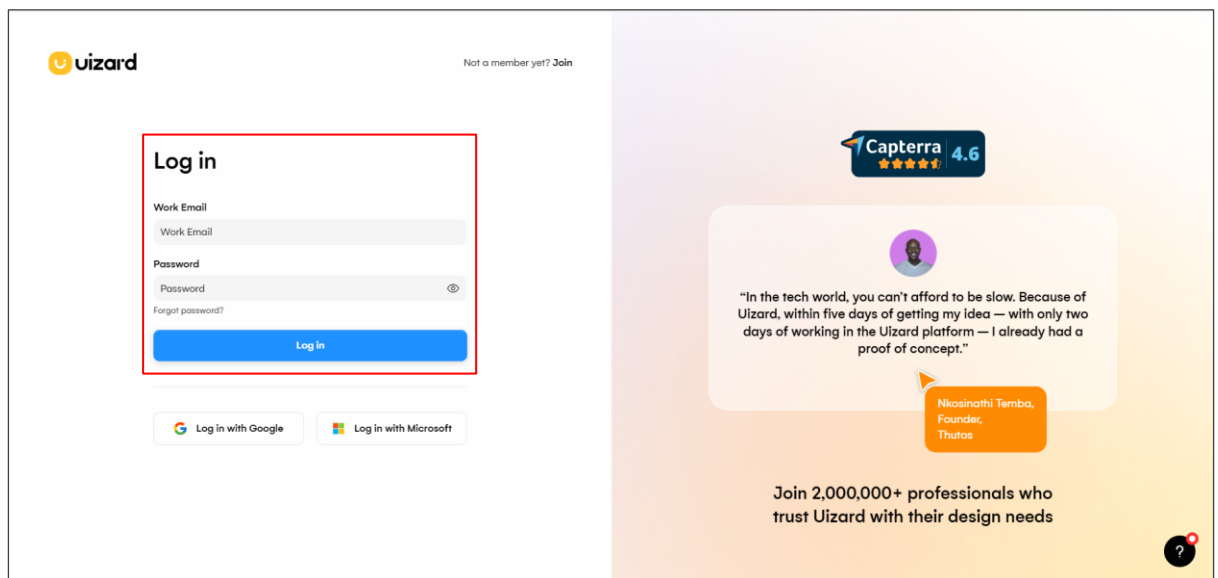 uizard
Not a member yet? Join
Log in
Work Email
Work Email
Password
Password
Forgot password?
Log in
Log in with Google
Log in with Microsoft
Capterra
4.6
“In the tech world, you can’t afford to be slow. Because of
Uizard, within five days of getting my idea — with only two
days of working in the Uizard platform — I already had a
proof of concept.”
Nkosinathi Temba,
Founder,
Thutos
Join 2,000,000+ professionals who
trust Uizard with their design needs
?